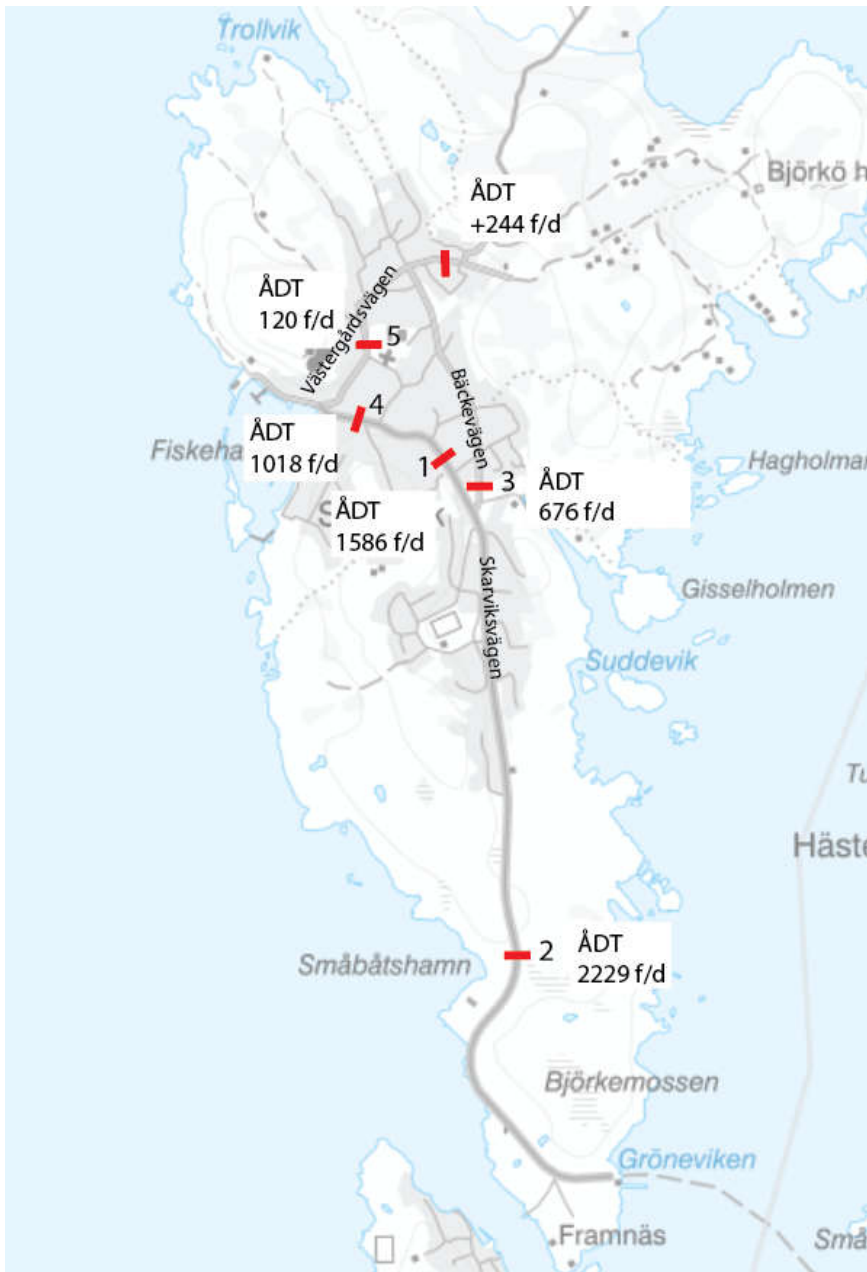 Trollvik
Björkö h
ÅDT
+244 f/d
ÅDT
120 f/d
Västergårdsvägen
5
4
Bäckevägen
ÅDT
1018 f/d
Fiskeha
1
3
ÅDT
676 f/d
Hagholmar
S
k
ÅDT
1586 f/d
Skarviksvägen
Gisselholmen
Suddevik
Tu
Häste
2
ÅDT
2229 f/d
Småbåtshamn
Björkemossen
Gröneviken
Framnäs
Små